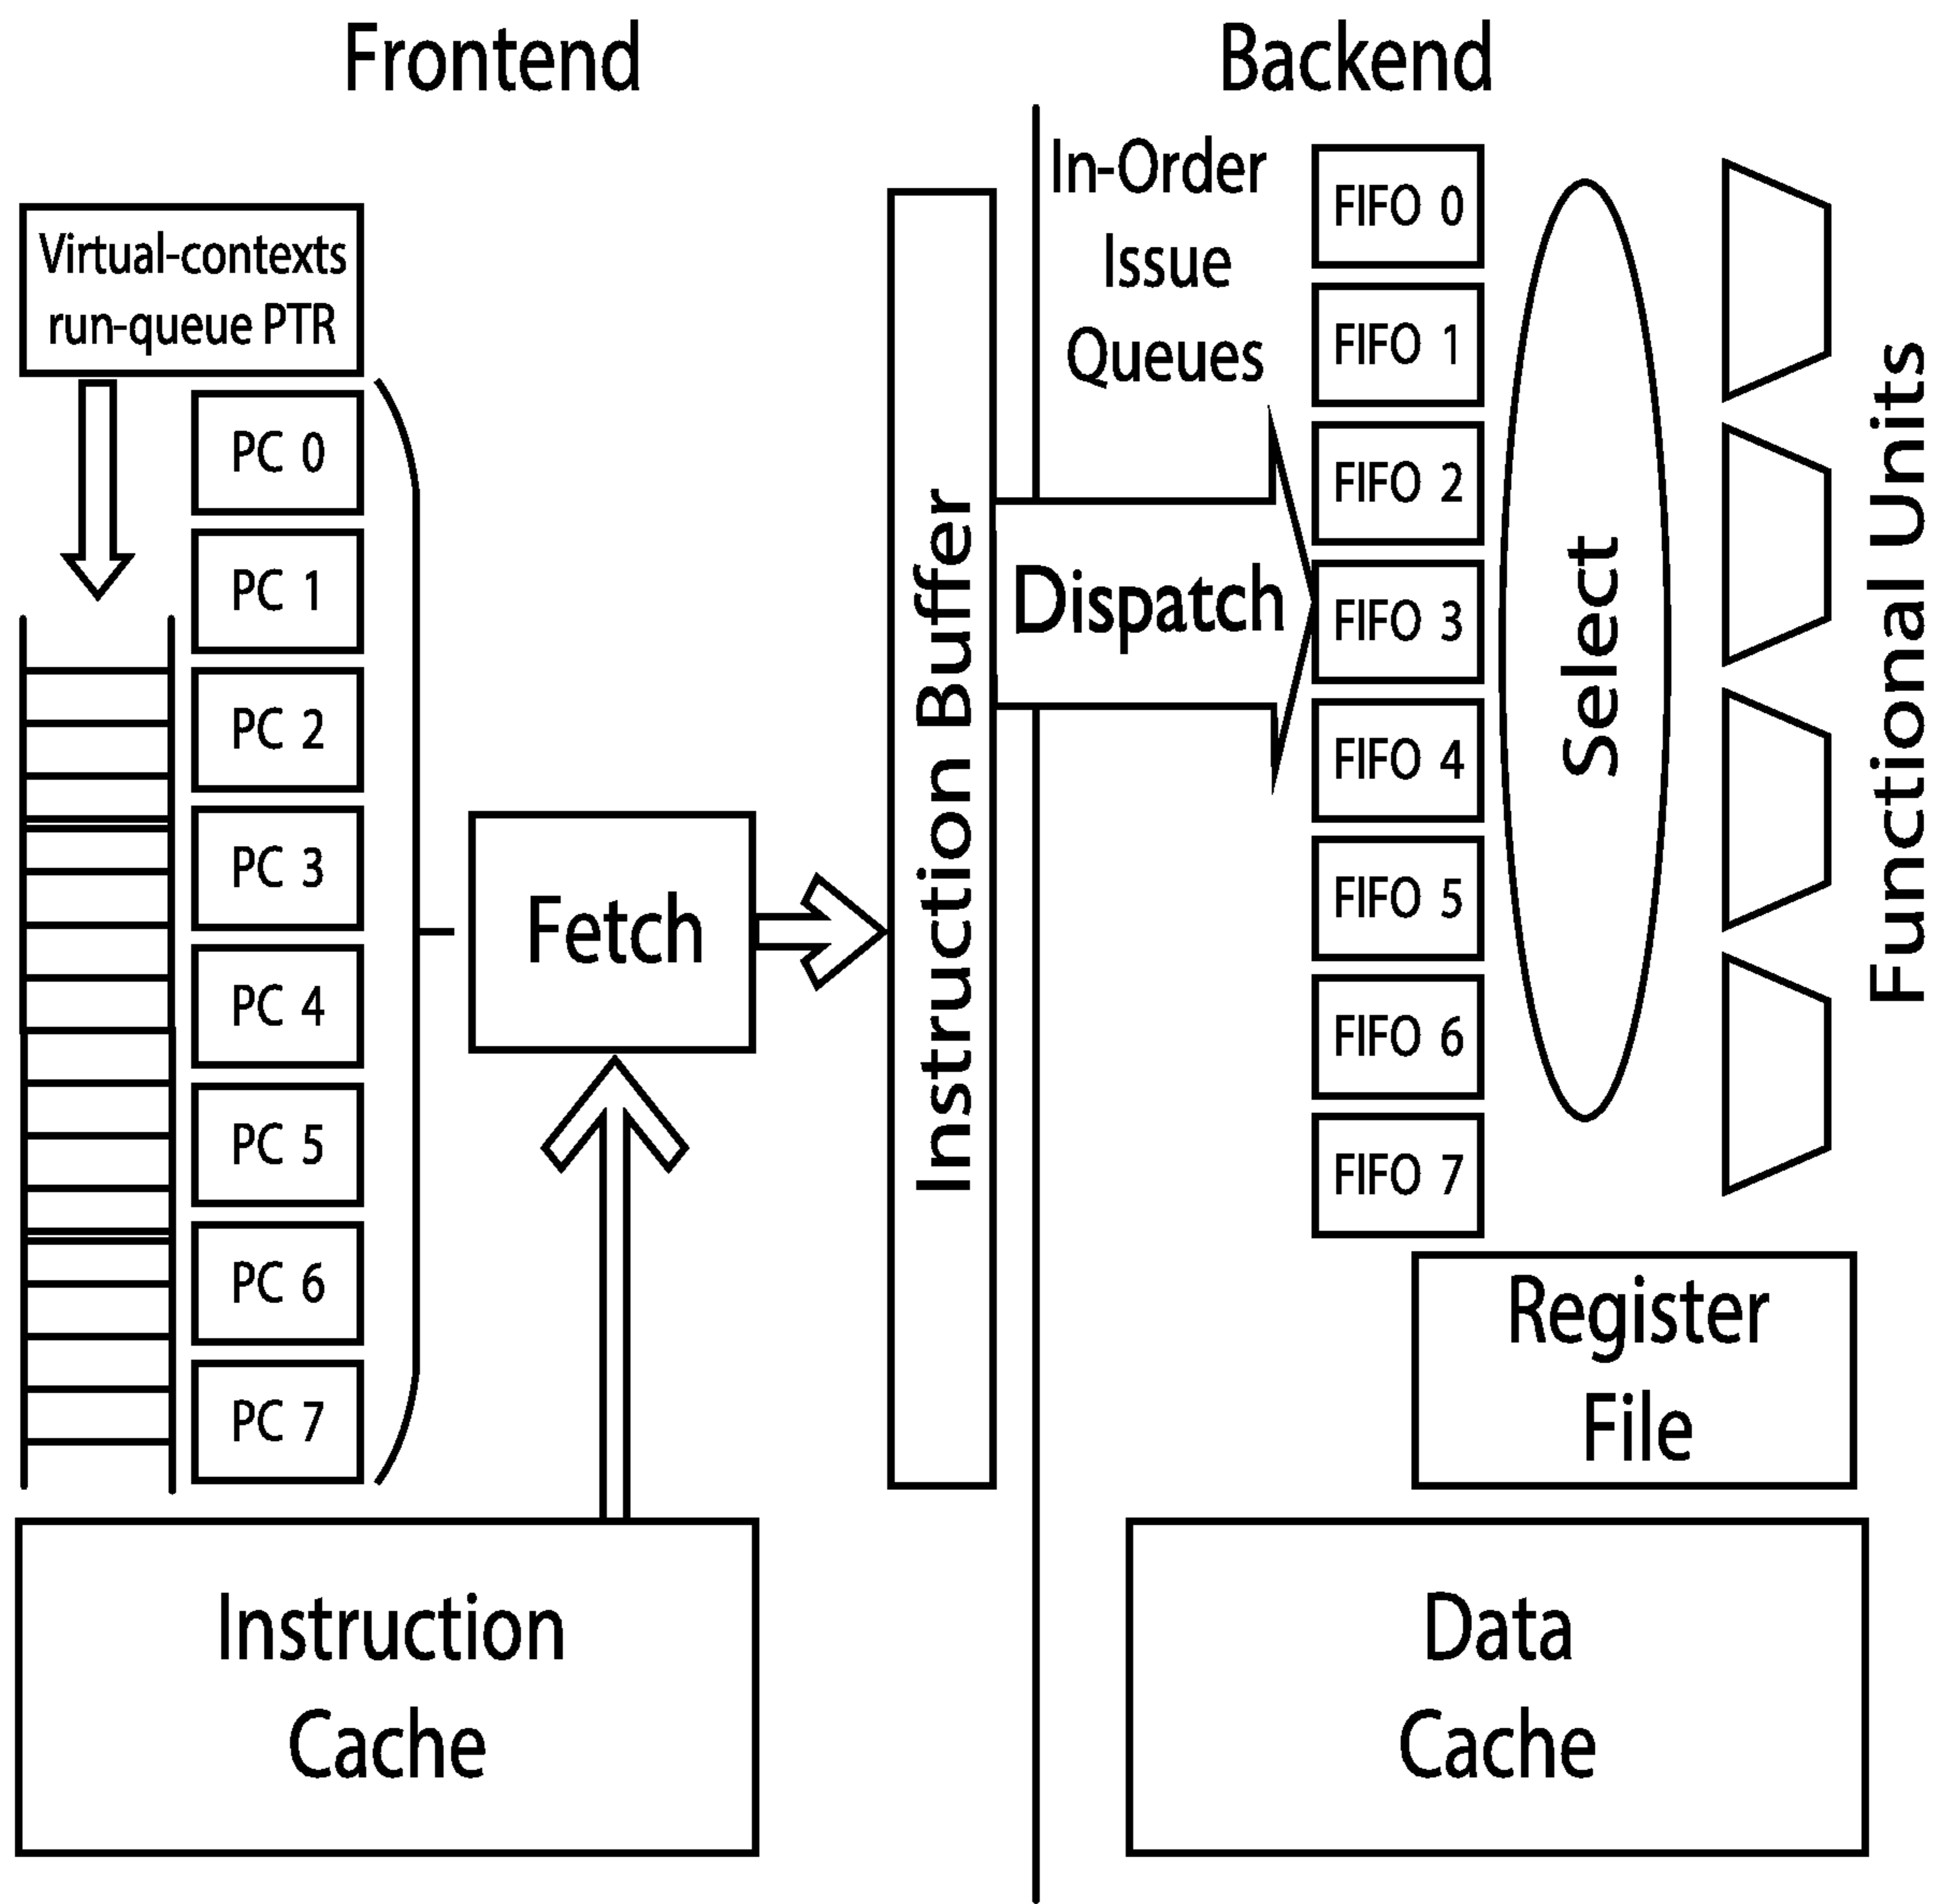 Frontend
Virtual-contexts
run-queue PTR
PC 0
PC 1
PC 2
PC 3
PC 4
PC 5
PC 6
PC 7
Fetch
Instruction
Cache
Instruction Buffer
Backend
In-Order
Issue
Queues
Dispatch
FIFO 0
FIFO 1
FIFO 2
FIFO 3
FIFO 4
FIFO 5
FIFO 6
FIFO 7
Select
Functional Units
Register
File
Data
Cache